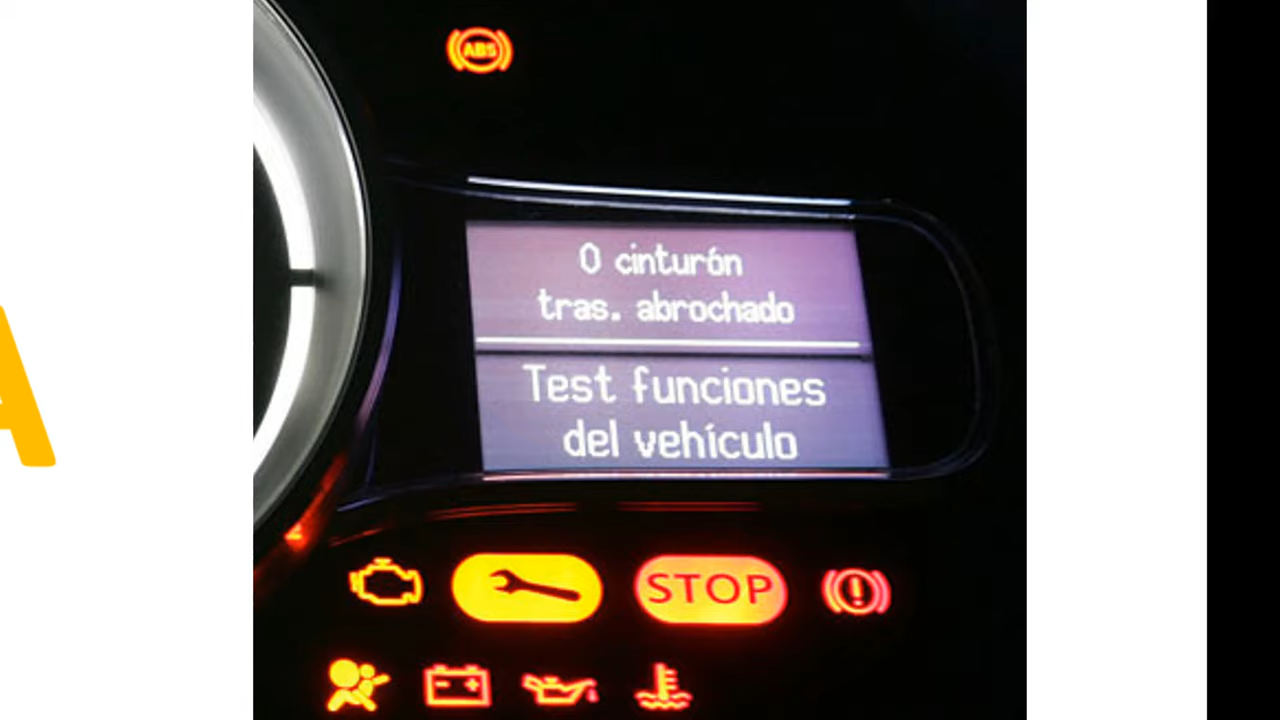 A
ABS
0 cinturón
tras. abrochado
Test funciones
del vehículo
STOP